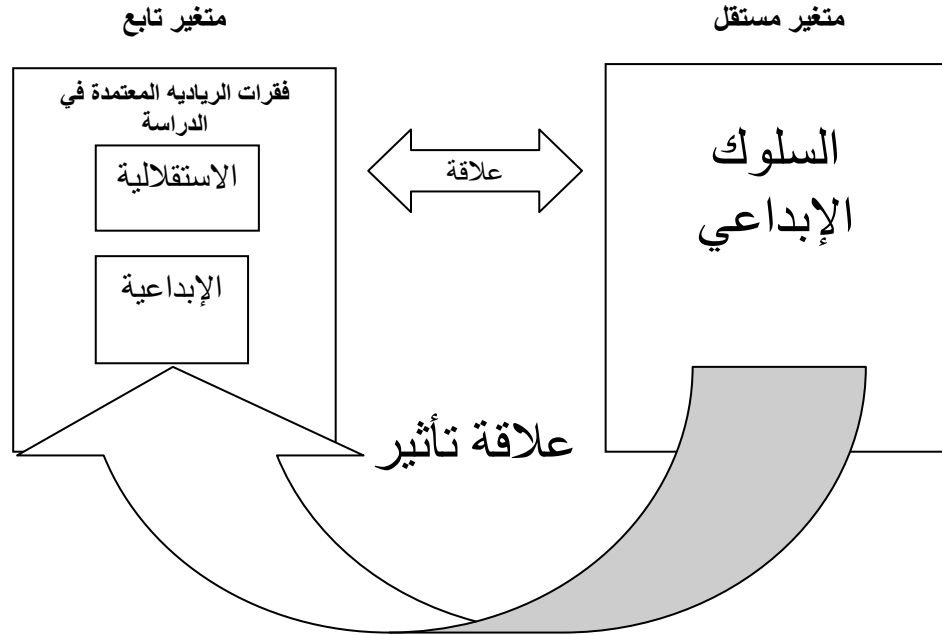 متغير مستقل
متغير تابع
السلوك
الإبداعي
علاقة
فقرات الرياديه المعتمدة في
الدراسة
الاستقلالية
الإبداعية
علاقة تأثير